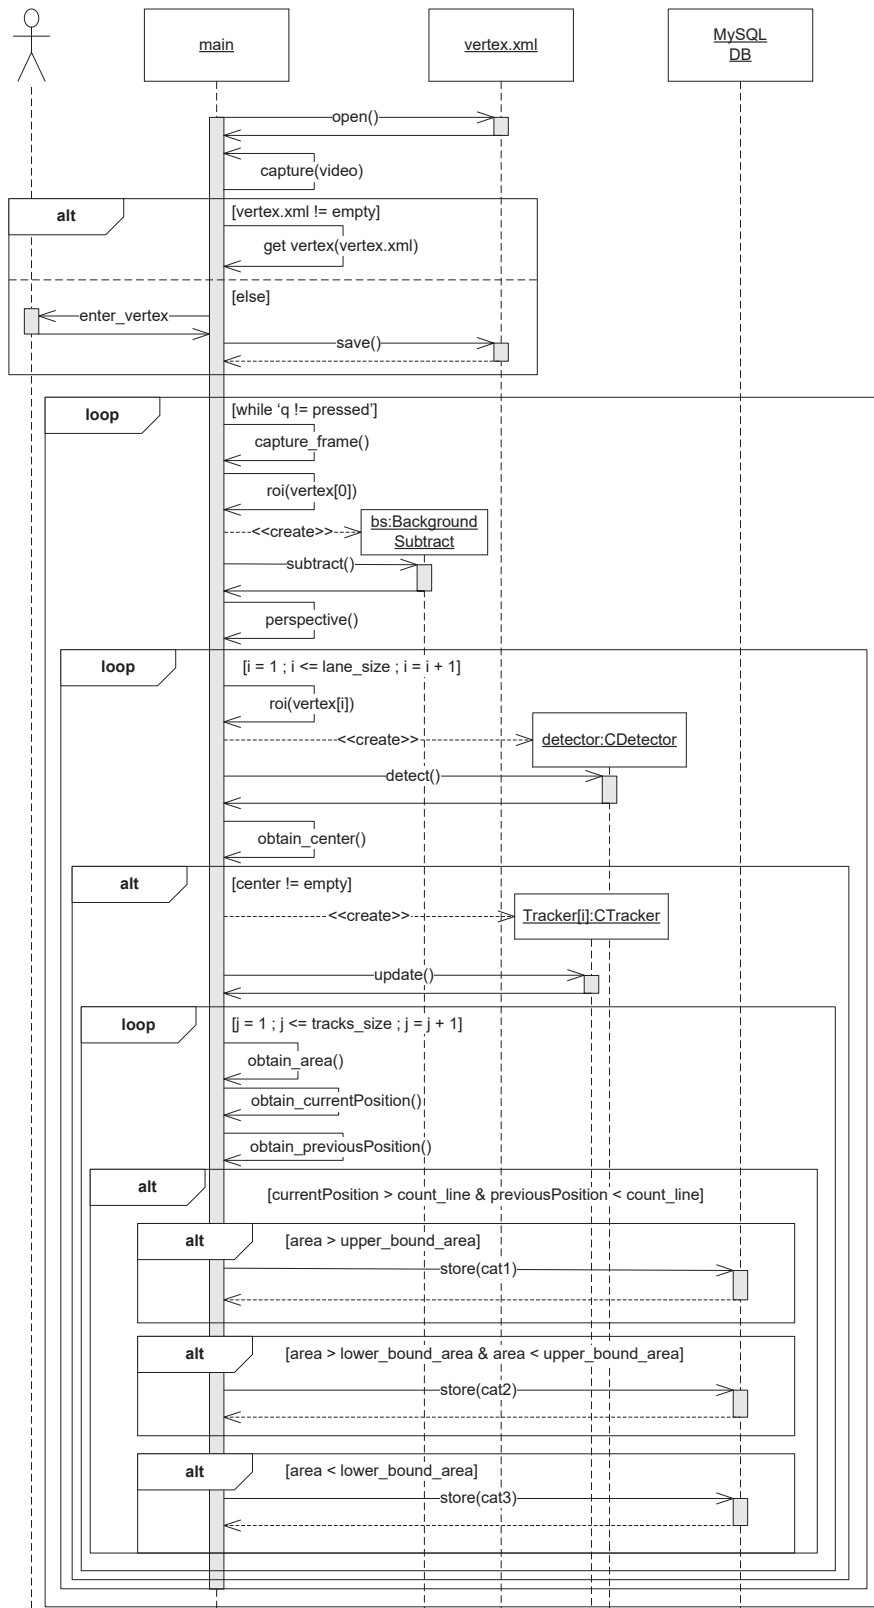 main
vertex.xml
MySQL
DB
open()
capture(video)
alt
[vertex.xml != empty]
get vertex(vertex.xml)
[else]
enter_vertex
save()
loop
[while ‘q != pressed’]
capture_frame()
roi(vertex[0])
<<create>>
bs:Background
Subtract
subtract()
perspective()
loop
[i = 1 ; i <= lane_size ; i = i + 1]
roi(vertex[i])
<<create>>
detector:CDetector
detect()
obtain_center()
alt
[center != empty]
<<create>>
Tracker[i]:CTracker
update()
loop
[j = 1 ; j <= tracks_size ; j = j + 1]
obtain_area()
obtain_currentPosition()
obtain_previousPosition()
alt
[currentPosition > count_line & previousPosition < count_line]
alt
[area > upper_bound_area]
store(cat1)
alt
[area > lower_bound_area & area < upper_bound_area]
store(cat2)
alt
[area < lower_bound_area]
store(cat3)